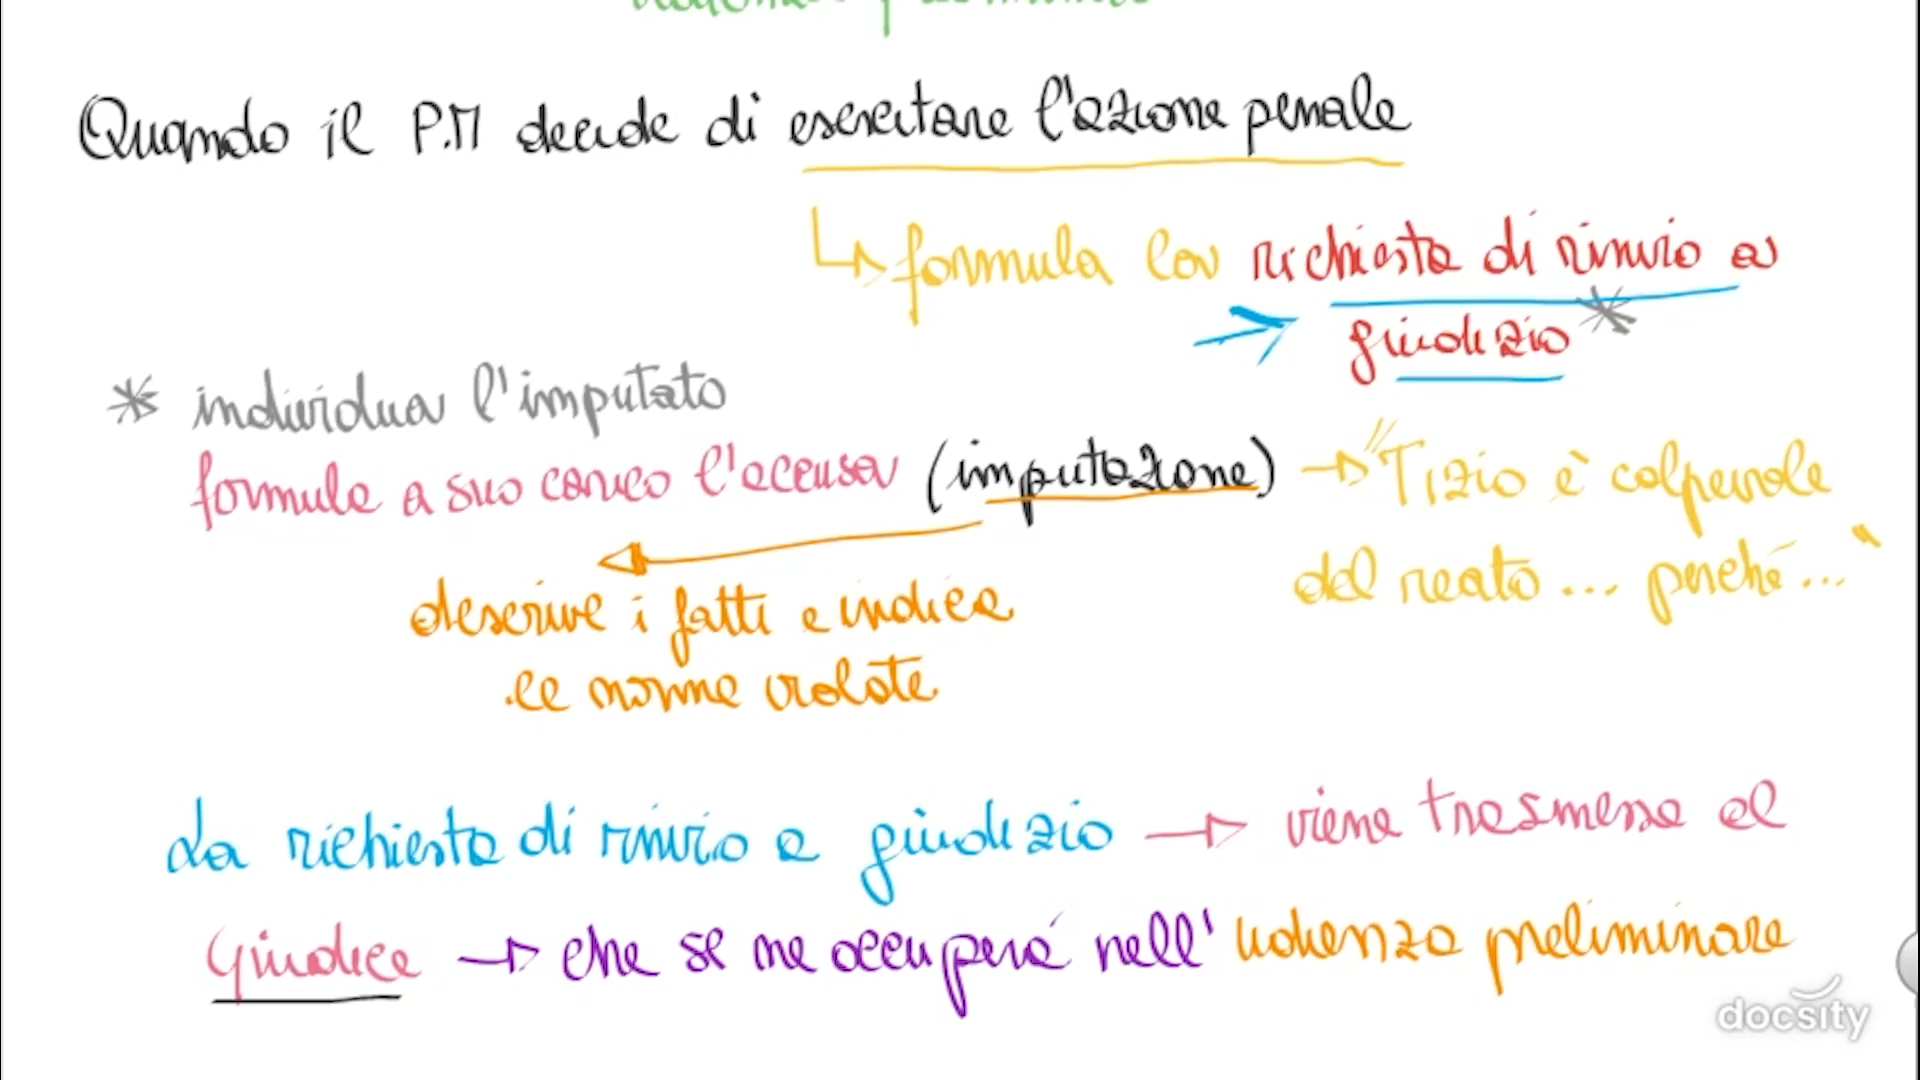 Quando il P.M decide di esercitare l'azione penale
↳ formula la richiesta di rinvio a
→ giudizio *
* individua l'imputato
formula a suo carico l'accusa (imputazione) → "Tizio è colpevole
del reato ... perché ... "
descrive i fatti e indica
le norme violate
La richiesta di rinvio a giudizio → viene trasmessa al
Giudice → che se ne occuperá nell' udienza preliminare
docsity